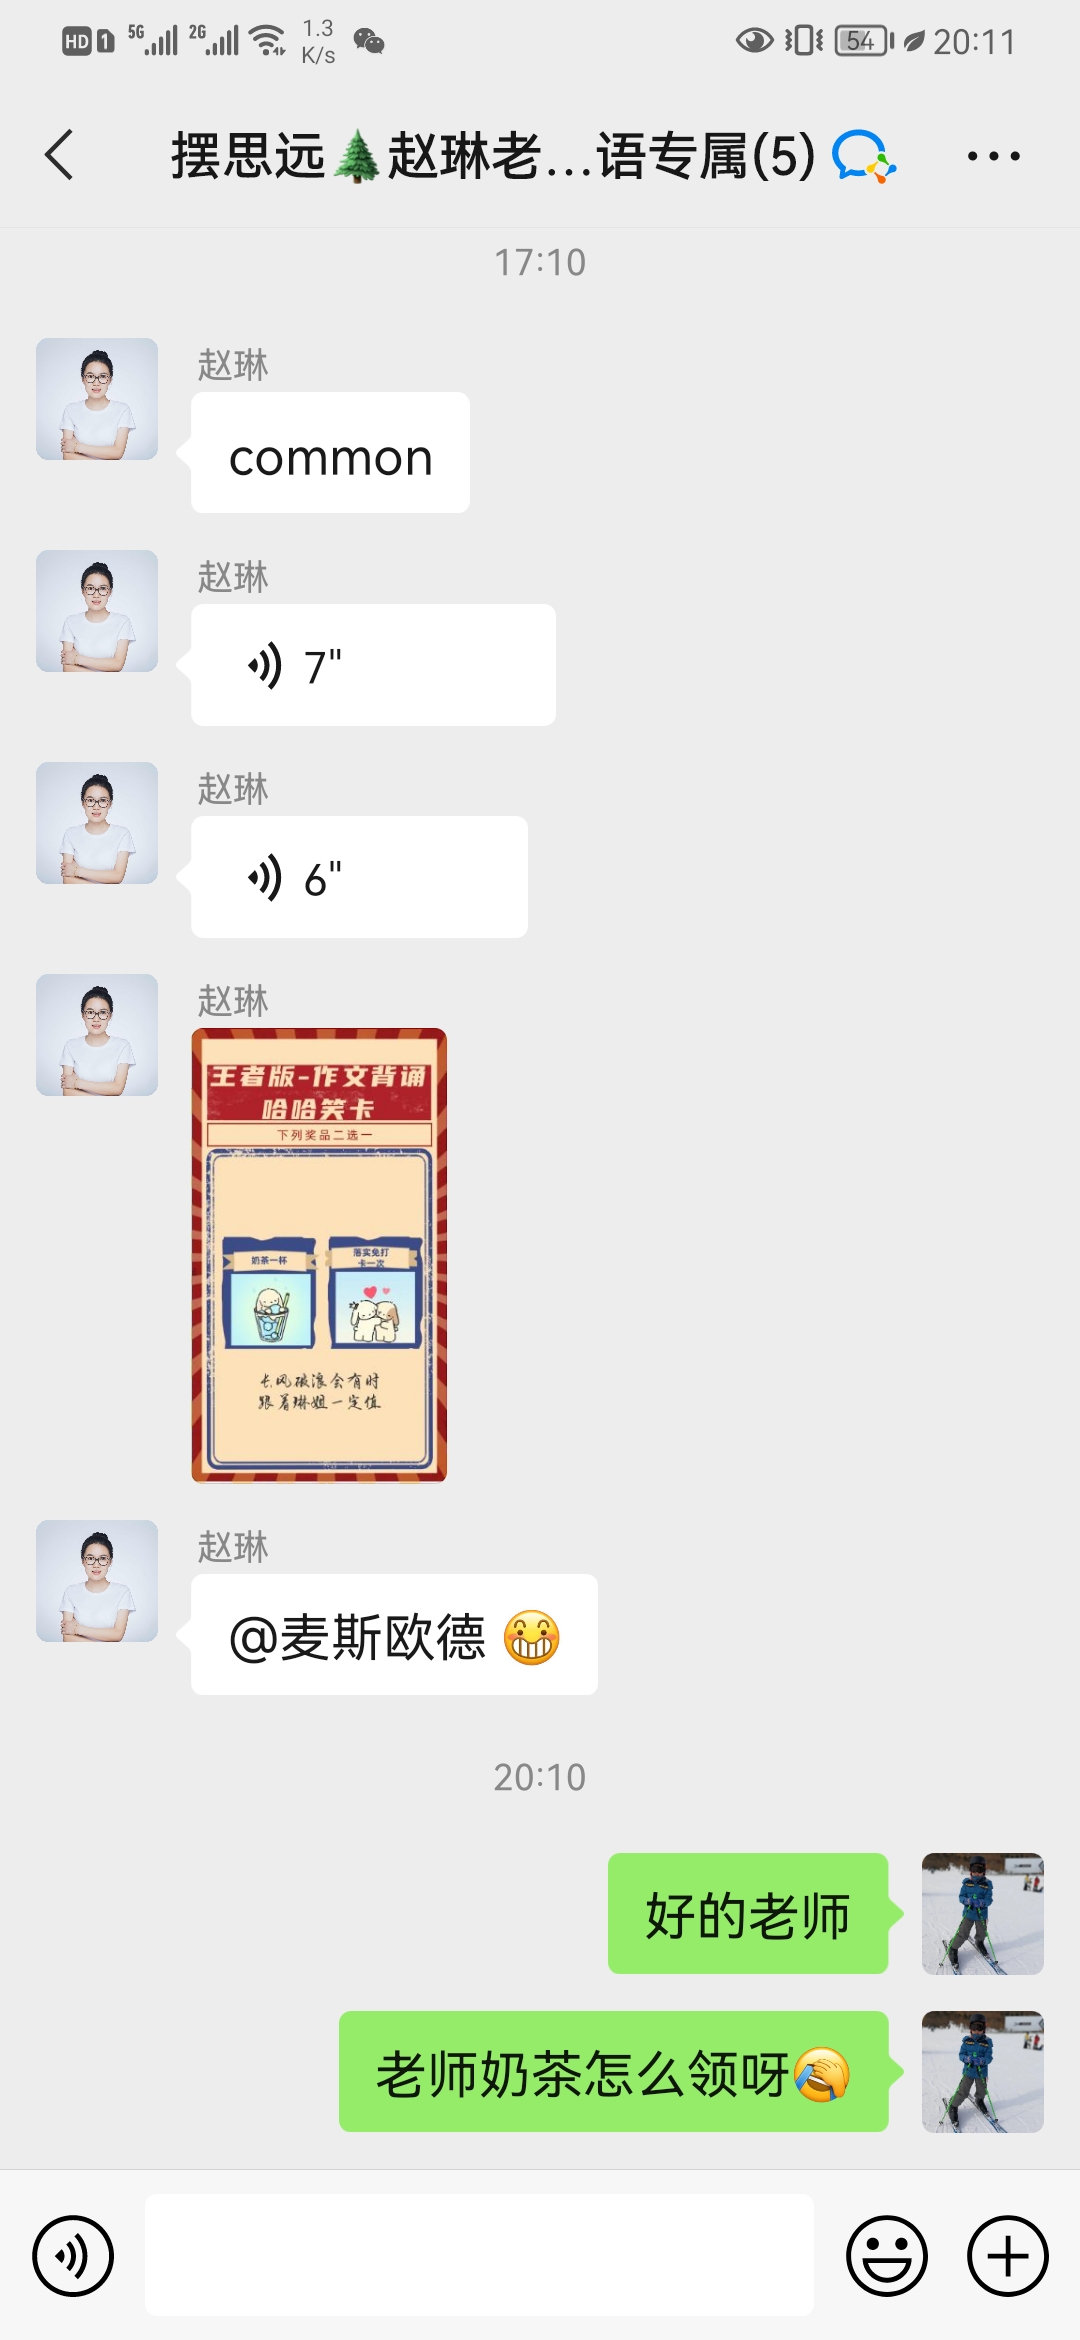 HD 1 5G 2G 1.3 K/s 54 20:11
摆思远🌲赵琳老...语专属(5)
17:10
赵琳
common
赵琳
7"
赵琳
6"
赵琳
王者版-作文背诵
哈哈笑卡
下列奖品二选一
奶茶一杯
落实免打
卡一次
长风破浪会有时
跟着琳姐一定值
赵琳
@麦斯欧德 😁
20:10
好的老师
老师奶茶怎么领呀🤦